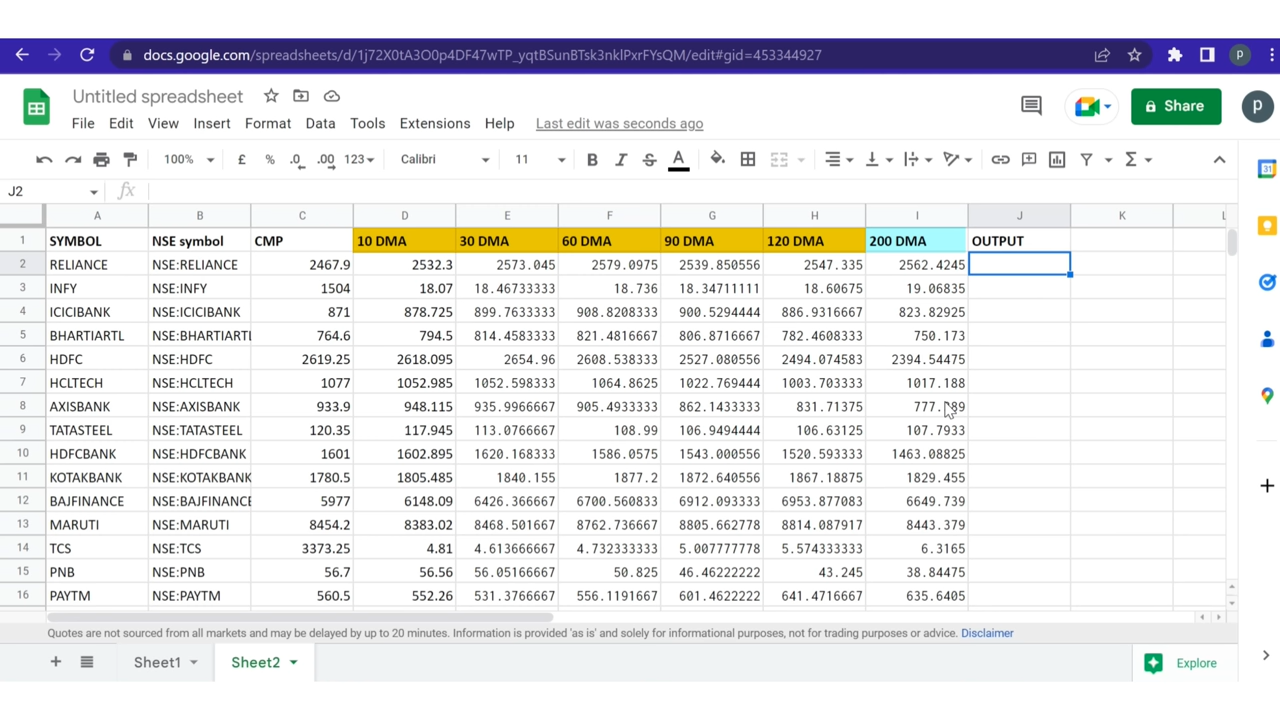 docs.google.com/spreadsheets/d/1j72X0tA3O0p4DF47wTP_yqtBSunBTsk3nklPxrFYsQM/edit#gid=453344927
p
Untitled spreadsheet
Share
p
File Edit View Insert Format Data Tools Extensions Help Last edit was seconds ago
100% £ % .0 .00 123 Calibri 11 B I S A Σ
31
J2 fx
A B C D E F G H I J K L
1 SYMBOL NSE symbol CMP 10 DMA 30 DMA 60 DMA 90 DMA 120 DMA 200 DMA OUTPUT
2 RELIANCE NSE:RELIANCE 2467.9 2532.3 2573.045 2579.0975 2539.850556 2547.335 2562.4245
3 INFY NSE:INFY 1504 18.07 18.46733333 18.736 18.34711111 18.60675 19.06835
4 ICICIBANK NSE:ICICIBANK 871 878.725 899.7633333 908.8208333 900.5294444 886.9316667 823.82925
5 BHARTIARTL NSE:BHARTIARTL 764.6 794.5 814.4583333 821.4816667 806.8716667 782.4608333 750.173
6 HDFC NSE:HDFC 2619.25 2618.095 2654.96 2608.538333 2527.080556 2494.074583 2394.54475
7 HCLTECH NSE:HCLTECH 1077 1052.985 1052.598333 1064.8625 1022.769444 1003.703333 1017.188
8 AXISBANK NSE:AXISBANK 933.9 948.115 935.9966667 905.4933333 862.1433333 831.71375
9 TATASTEEL NSE:TATASTEEL 120.35 117.945 113.0766667 108.99 106.9494444 106.63125 107.7933
10 HDFCBANK NSE:HDFCBANK 1601 1602.895 1620.168333 1586.0575 1543.000556 1520.593333 1463.08825
11 KOTAKBANK NSE:KOTAKBANK 1780.5 1805.485 1840.155 1877.2 1872.640556 1867.18875 1829.455
12 BAJFINANCE NSE:BAJFINANCE 5977 6148.09 6426.366667 6700.560833 6912.093333 6953.877083 6649.739
13 MARUTI NSE:MARUTI 8454.2 8383.02 8468.501667 8762.736667 8805.662778 8814.087917 8443.379
14 TCS NSE:TCS 3373.25 4.81 4.613666667 4.732333333 5.007777778 5.574333333 6.3165
15 PNB NSE:PNB 56.7 56.56 56.05166667 50.825 46.46222222 43.245 38.84475
16 PAYTM NSE:PAYTM 560.5 552.26 531.3766667 556.1191667 601.4622222 641.4716667 635.6405
Quotes are not sourced from all markets and may be delayed by up to 20 minutes. Information is provided 'as is' and solely for informational purposes, not for trading purposes or advice. Disclaimer
Sheet1 Sheet2 Explore